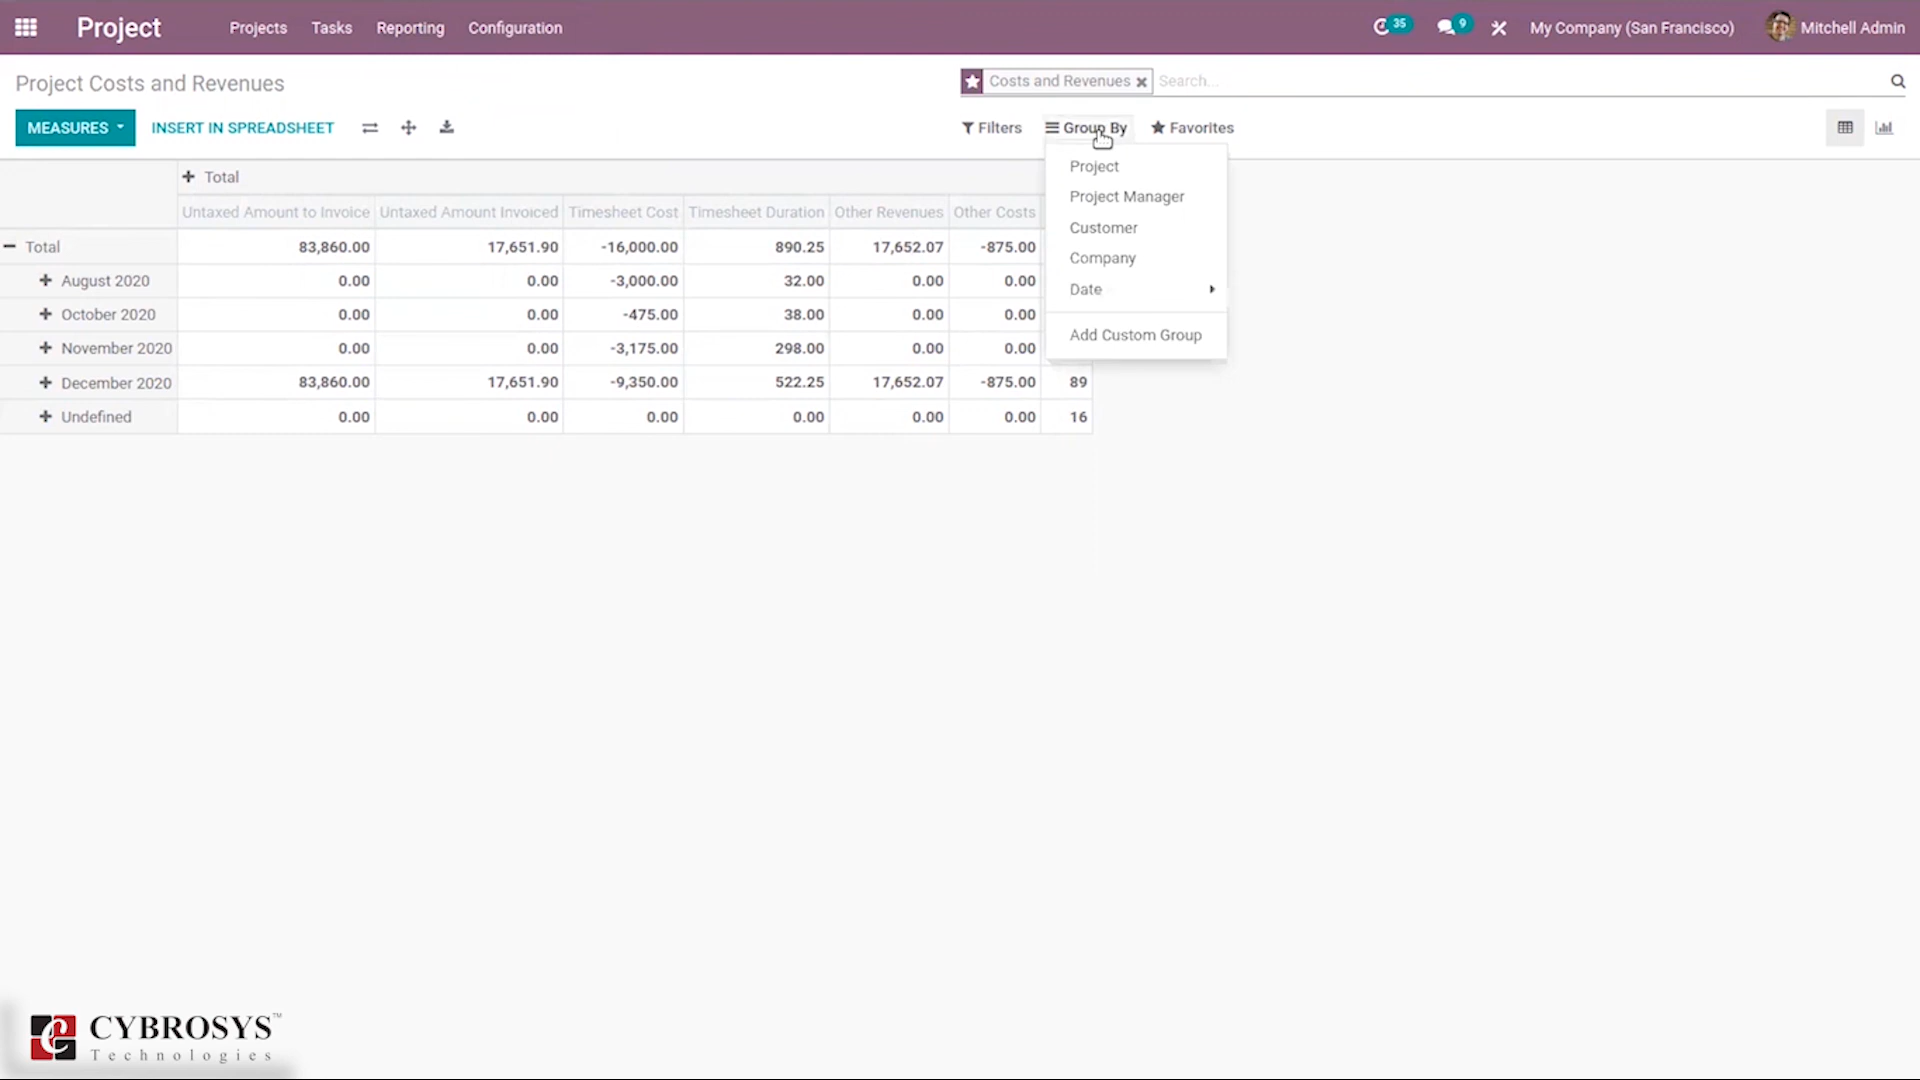 Project Projects Tasks Reporting Configuration 35 9 My Company (San Francisco) Mitchell Admin
Project Costs and Revenues
Costs and Revenues Search...
MEASURES INSERT IN SPREADSHEET
Filters Group By Favorites
Project
Project Manager
Customer
Company
Date
Add Custom Group
Total
Untaxed Amount to Invoice Untaxed Amount Invoiced Timesheet Cost Timesheet Duration Other Revenues Other Costs
Total 83,860.00 17,651.90 -16,000.00 890.25 17,652.07 -875.00
August 2020 0.00 0.00 -3,000.00 32.00 0.00 0.00
October 2020 0.00 0.00 -475.00 38.00 0.00 0.00
November 2020 0.00 0.00 -3,175.00 298.00 0.00 0.00
December 2020 83,860.00 17,651.90 -9,350.00 522.25 17,652.07 -875.00 89
Undefined 0.00 0.00 0.00 0.00 0.00 0.00 16
CYBROSYS™
Technologies